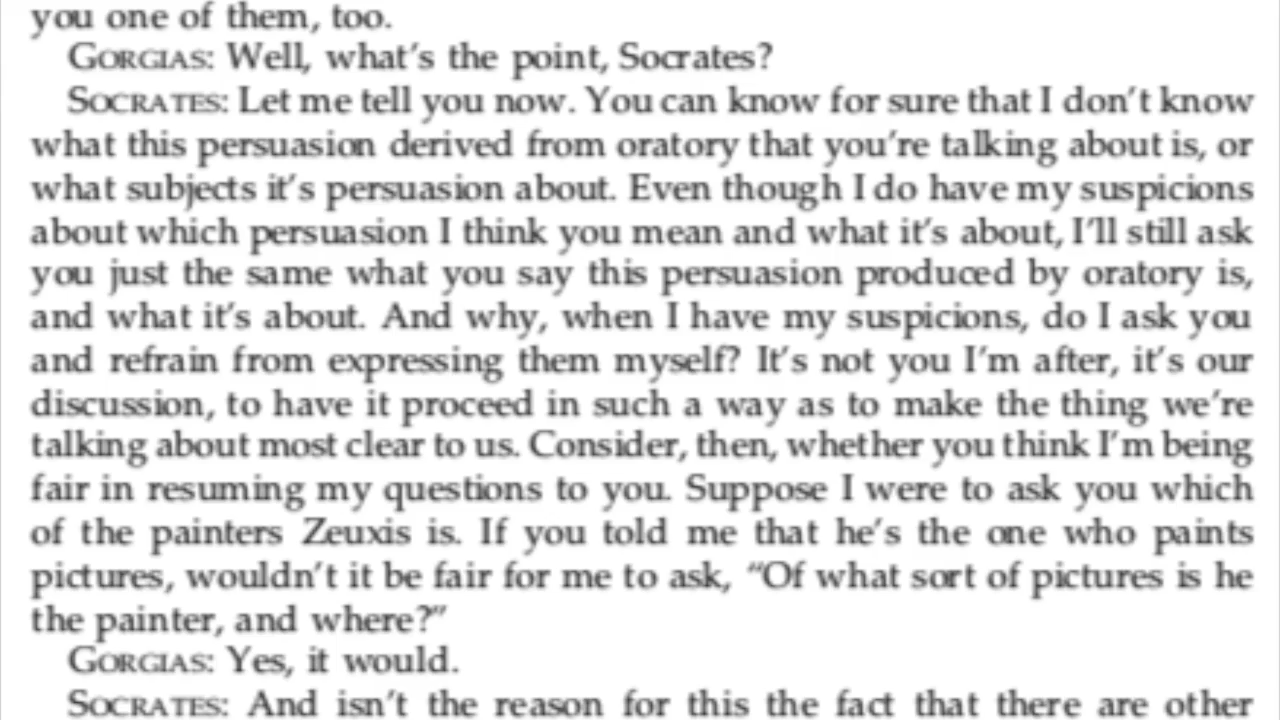 you one of them, too.
GORGIAS: Well, what's the point, Socrates?
SOCRATES: Let me tell you now. You can know for sure that I don't know
what this persuasion derived from oratory that you're talking about is, or
what subjects it's persuasion about. Even though I do have my suspicions
about which persuasion I think you mean and what it's about, I'll still ask
you just the same what you say this persuasion produced by oratory is,
and what it's about. And why, when I have my suspicions, do I ask you
and refrain from expressing them myself? It's not you I'm after, it's our
discussion, to have it proceed in such a way as to make the thing we're
talking about most clear to us. Consider, then, whether you think I'm being
fair in resuming my questions to you. Suppose I were to ask you which
of the painters Zeuxis is. If you told me that he's the one who paints
pictures, wouldn't it be fair for me to ask, “Of what sort of pictures is he
the painter, and where?”
GORGIAS: Yes, it would.
SOCRATES: And isn't the reason for this the fact that there are other